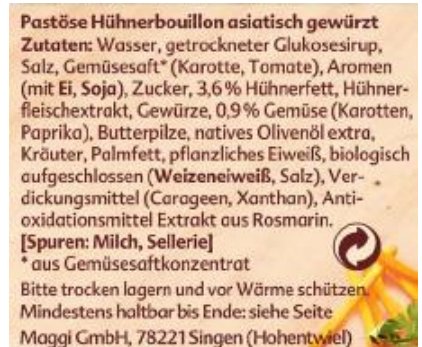 Pastöse Hühnerbouillon asiatisch gewürzt
Zutaten: Wasser, getrockneter Glukosesirup,
Salz, Gemüsesaft* (Karotte, Tomate), Aromen
(mit Ei, Soja), Zucker, 3,6% Hühnerfett, Hühner-
fleischextrakt, Gewürze, 0,9% Gemüse (Karotten,
Paprika), Butterpilze, natives Olivenöl extra,
Kräuter, Palmfett, pflanzliches Eiweiß, biologisch
aufgeschlossen (Weizeneiweiß, Salz), Ver-
dickungsmittel (Carageen, Xanthan), Anti-
oxidationsmittel Extrakt aus Rosmarin.
[Spuren: Milch, Sellerie]
* aus Gemüsesaftkonzentrat
Bitte trocken lagern und vor Wärme schützen.
Mindestens haltbar bis Ende: siehe Seite
Maggi GmbH, 78221 Singen (Hohentwiel)